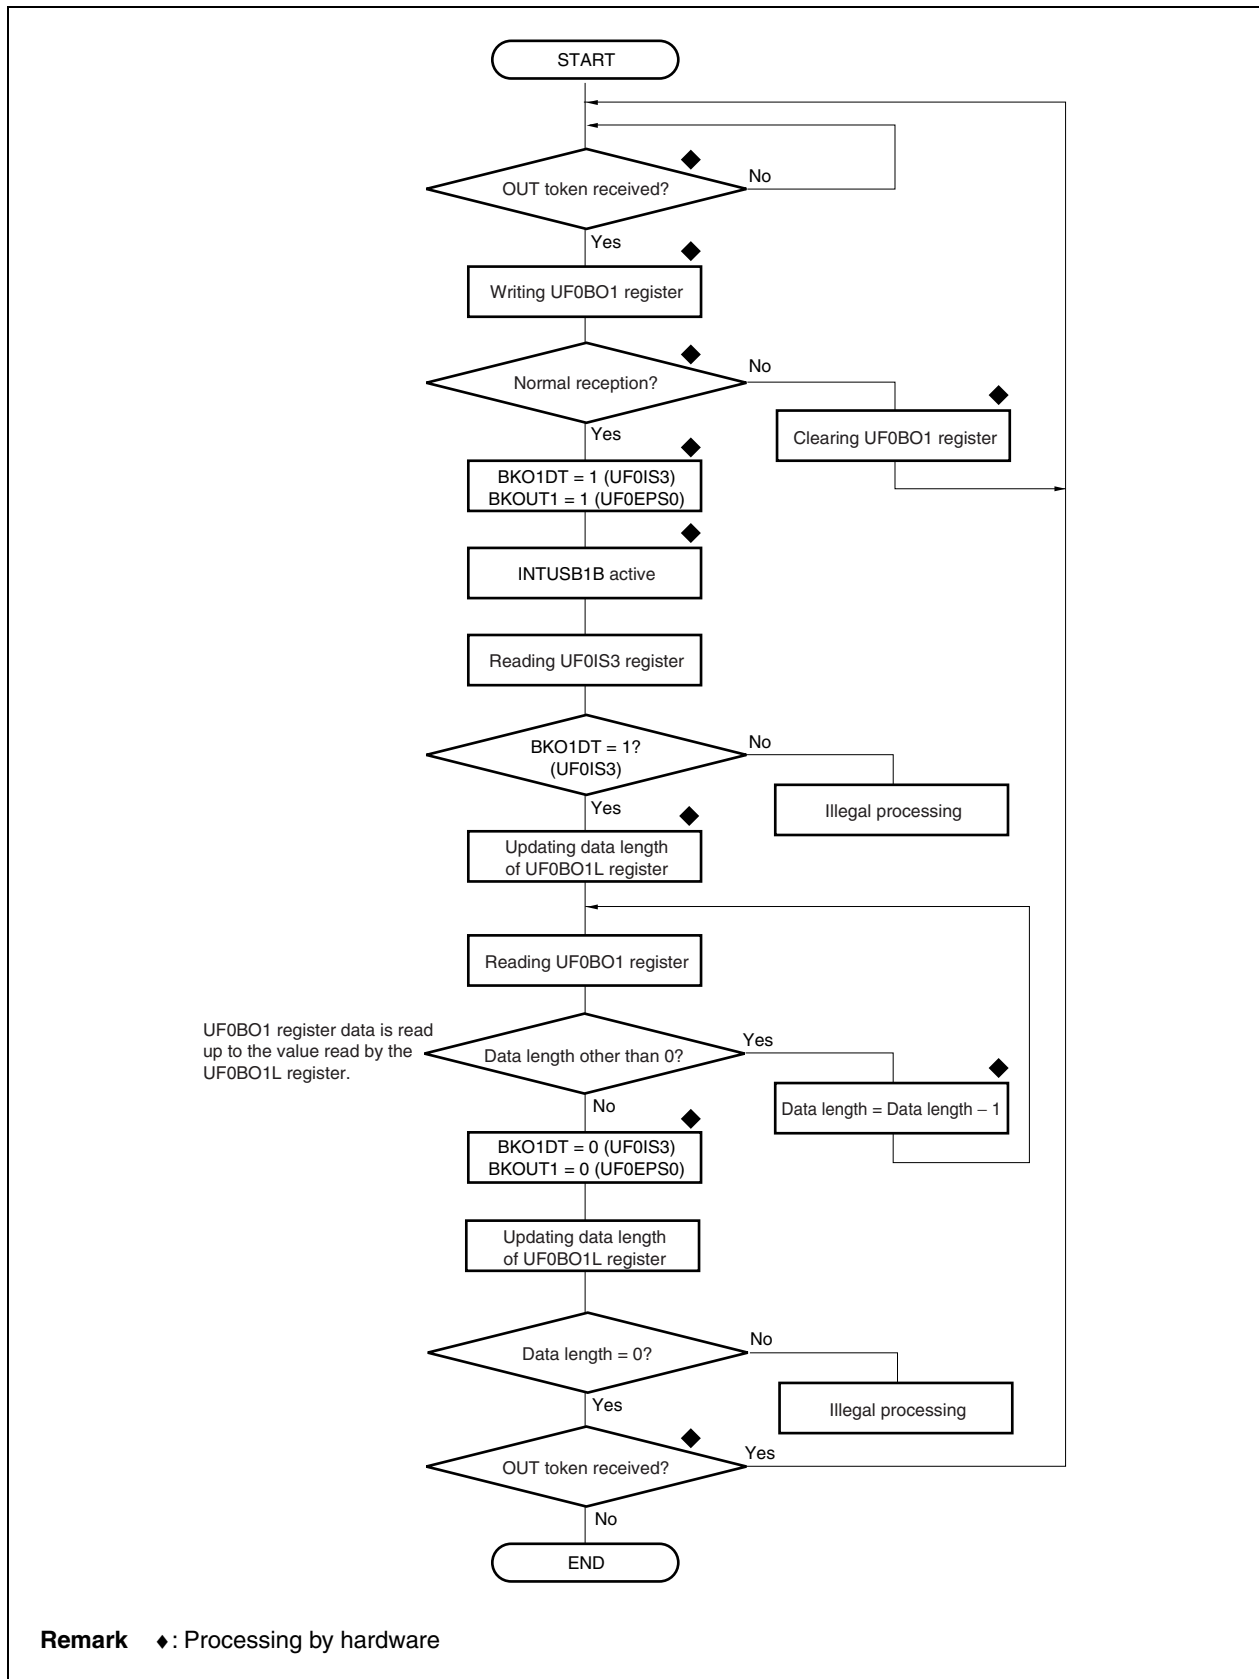 START
OUT token received?
No
Yes
Writing UF0BO1 register
Normal reception?
No
Yes
Clearing UF0BO1 register
BKO1DT = 1 (UF0IS3)
BKOUT1 = 1 (UF0EPS0)
INTUSB1B active
Reading UF0IS3 register
BKO1DT = 1?
(UF0IS3)
No
Yes
Illegal processing
Updating data length
of UF0BO1L register
Reading UF0BO1 register
UF0BO1 register data is read
up to the value read by the
UF0BO1L register.
Data length other than 0?
Yes
No
Data length = Data length – 1
BKO1DT = 0 (UF0IS3)
BKOUT1 = 0 (UF0EPS0)
Updating data length
of UF0BO1L register
Data length = 0?
No
Yes
Illegal processing
OUT token received?
Yes
No
END
Remark ♦: Processing by hardware